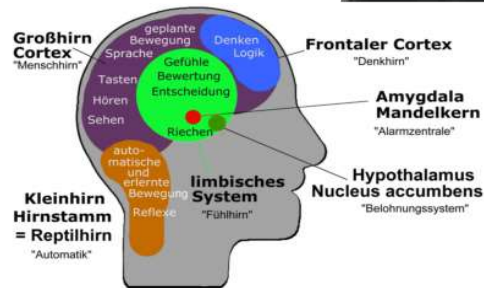 Großhirn
Cortex
"Menschhirn"
geplante
Bewegung
Sprache
Tasten
Hören
Sehen
Denken
Logik
Frontaler Cortex
"Denkhirn"
Gefühle
Bewertung
Entscheidung
Riechen
Amygdala
Mandelkern
"Alarmzentrale"
Hypothalamus
Nucleus accumbens
"Belohnungssystem"
limbisches
System
"Fühlhirn"
auto-
matische
und
erlernte
Bewegung
Reflexe
Kleinhirn
Hirnstamm
= Reptilhirn
"Automatik"